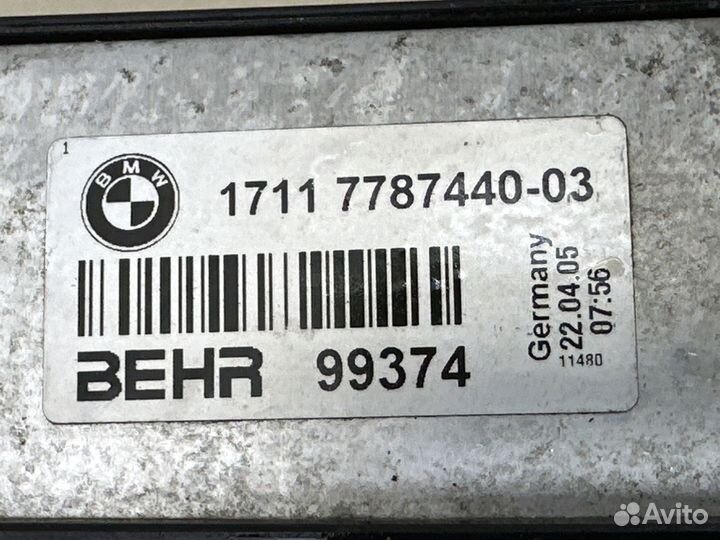 1
BMW
1711 7787440-03
BEHR 99374
Germany
22.04.05
07:56
11480
Avito